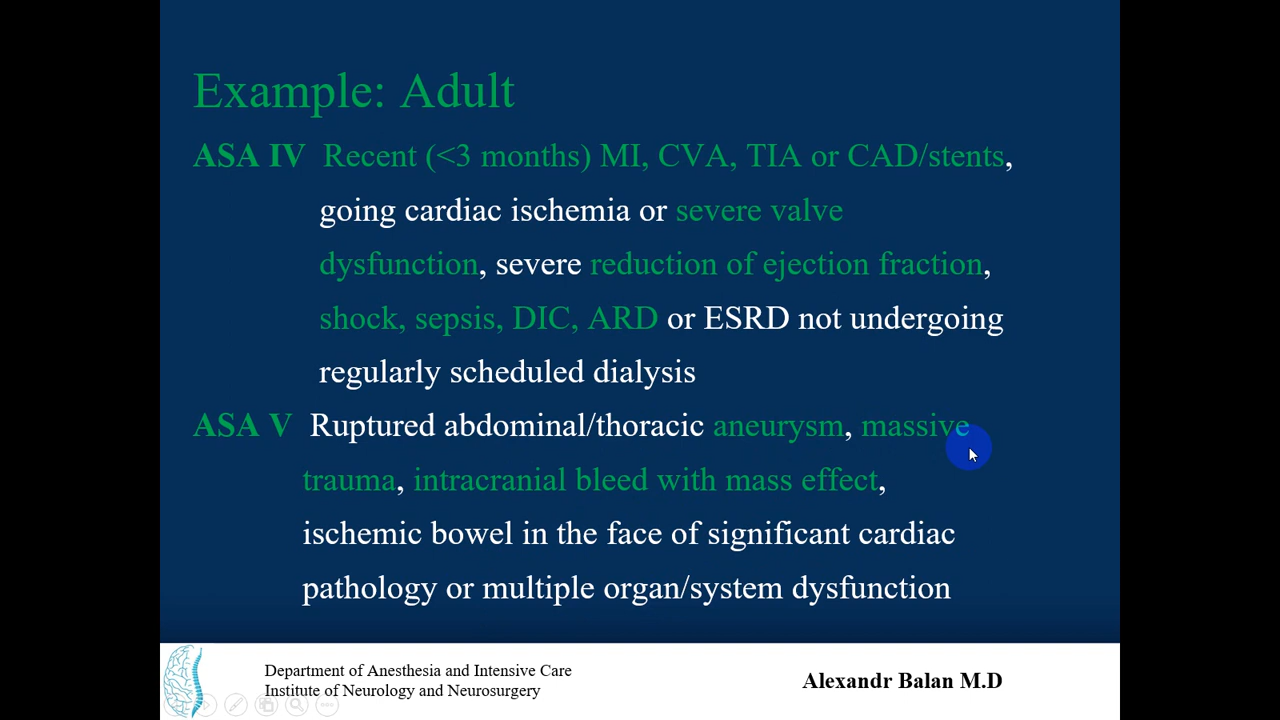 Example: Adult
ASA IV Recent (<3 months) MI, CVA, TIA or CAD/stents,
going cardiac ischemia or severe valve
dysfunction, severe reduction of ejection fraction,
shock, sepsis, DIC, ARD or ESRD not undergoing
regularly scheduled dialysis
ASA V Ruptured abdominal/thoracic aneurysm, massive
trauma, intracranial bleed with mass effect,
ischemic bowel in the face of significant cardiac
pathology or multiple organ/system dysfunction
Department of Anesthesia and Intensive Care
Institute of Neurology and Neurosurgery
Alexandr Balan M.D